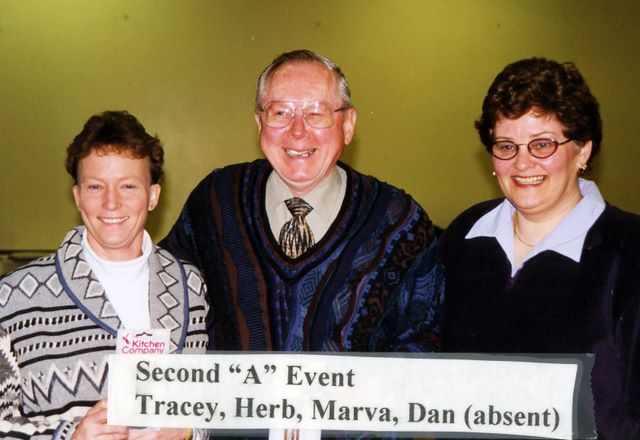 Kitchen
Company
Second “A” Event
Tracey, Herb, Marva, Dan (absent)